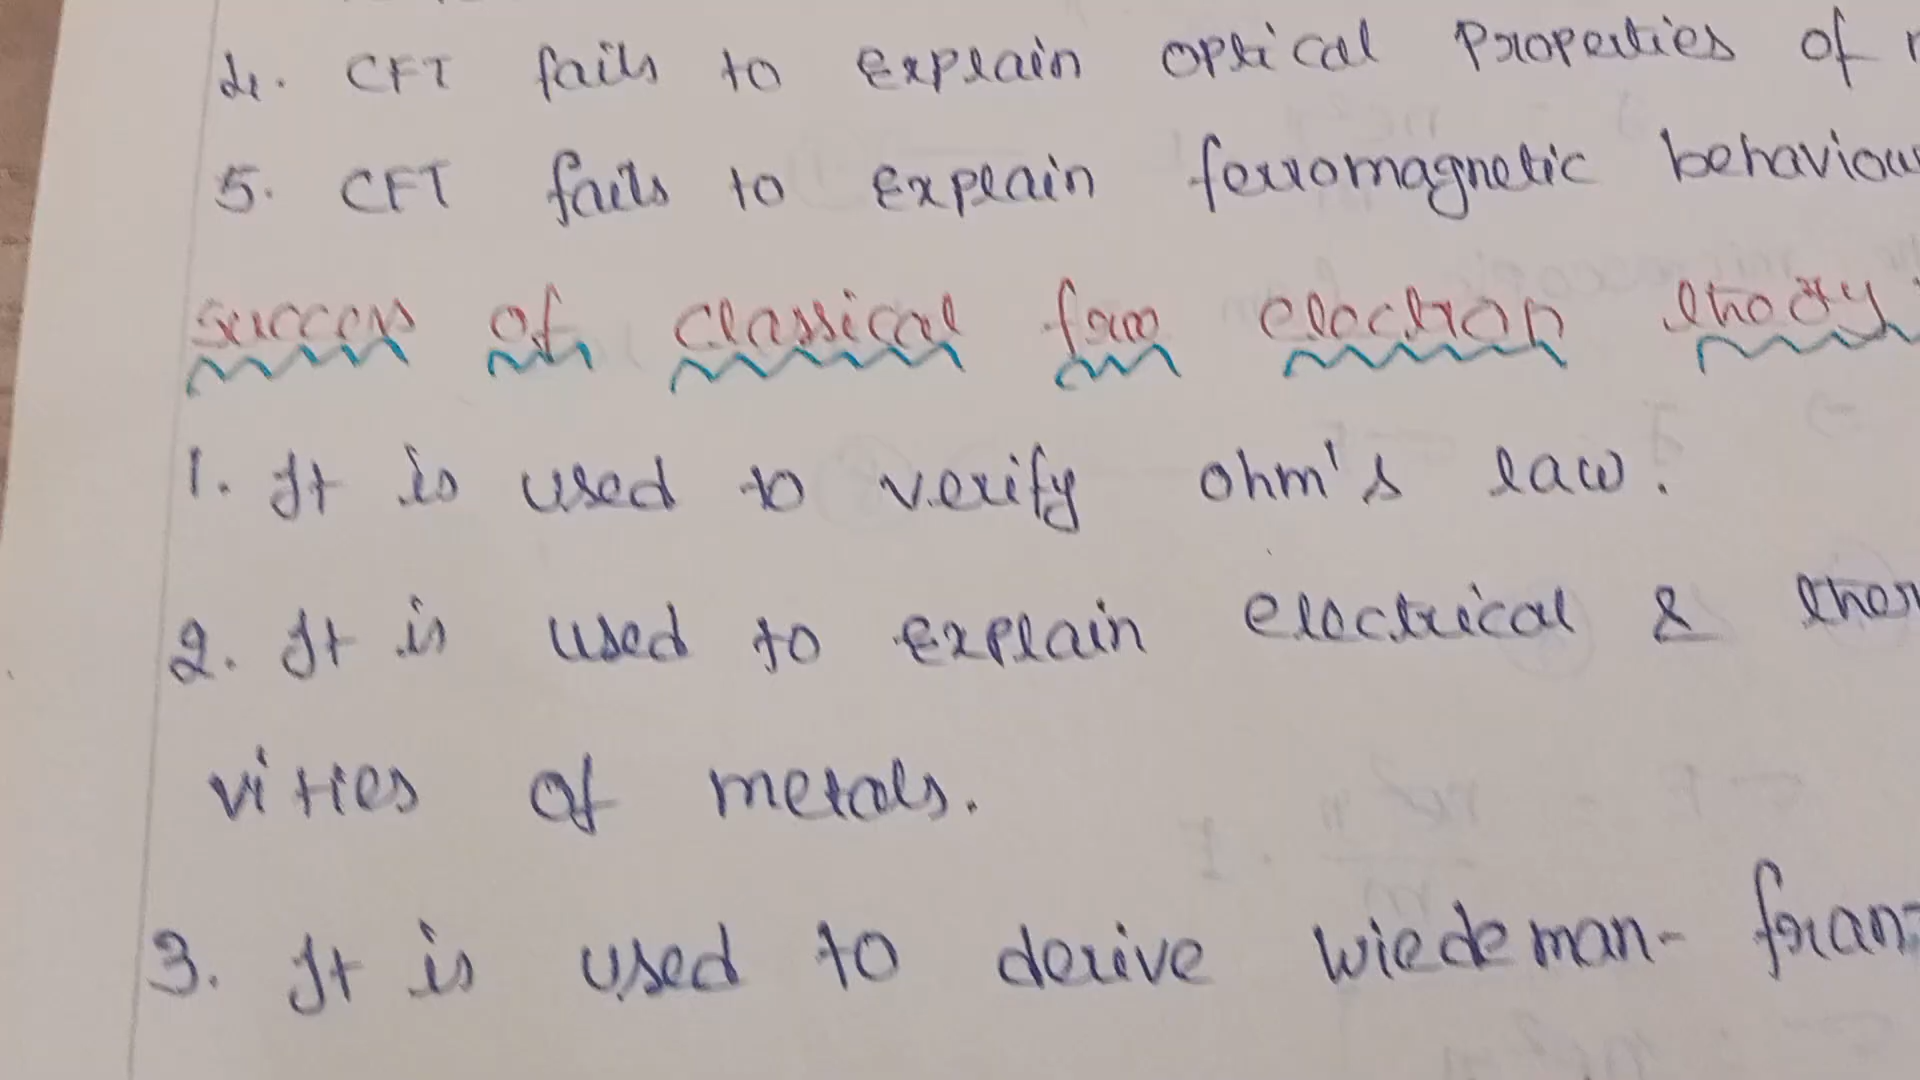 4. CFT fails to explain optical properties of
5. CFT fails to explain ferromagnetic behaviour
success of classical free electron theory
1. It is used to verify ohm's law.
2. It is used to explain electrical &
vities of metals.
3. It is used to derive wiedeman-franz